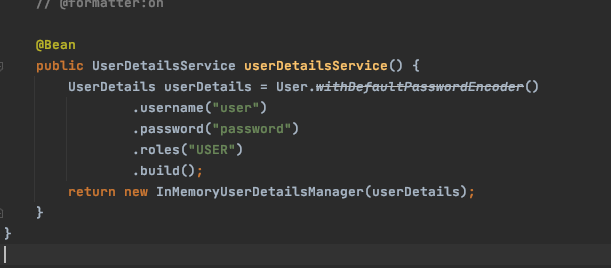 // @formatter:on
@Bean
public UserDetailsService userDetailsService() {
UserDetails userDetails = User.withDefaultPasswordEncoder()
.username("user")
.password("password")
.roles("USER")
.build();
return new InMemoryUserDetailsManager(userDetails);
}
}